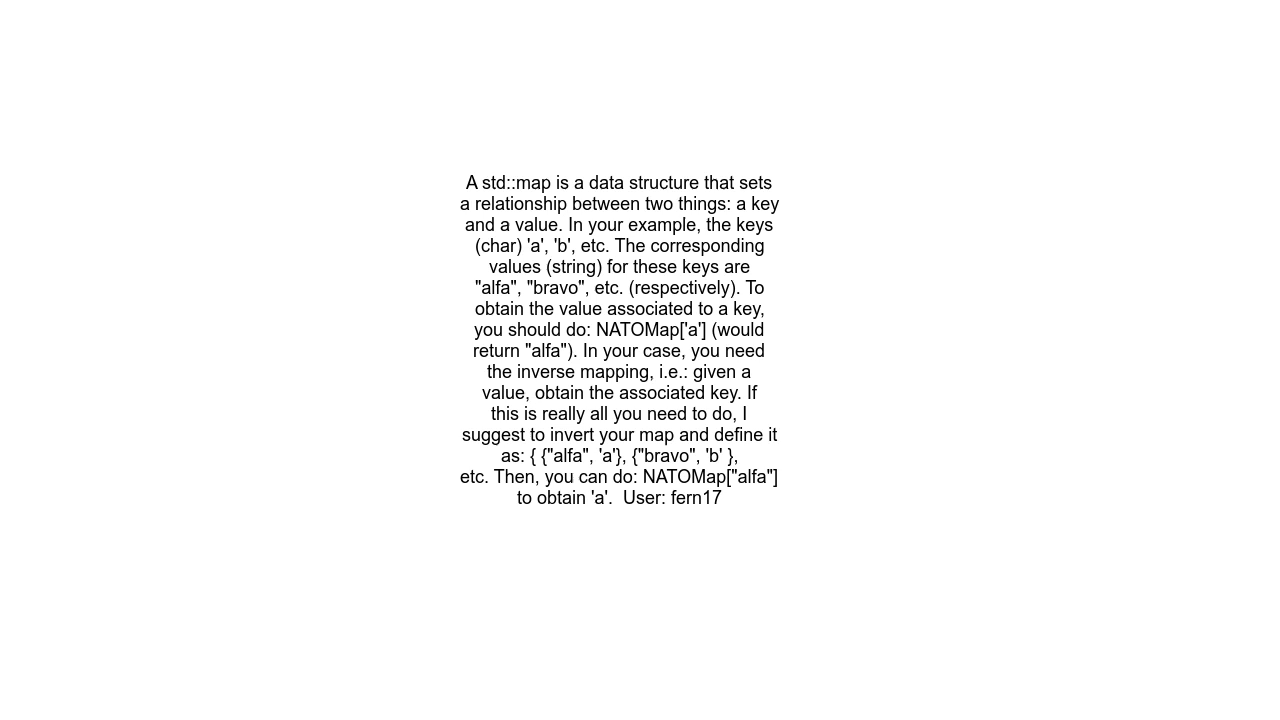 A std::map is a data structure that sets
a relationship between two things: a key
and a value. In your example, the keys
(char) 'a', 'b', etc. The corresponding
values (string) for these keys are
"alfa", "bravo", etc. (respectively). To
obtain the value associated to a key,
you should do: NATOMap['a'] (would
return "alfa"). In your case, you need
the inverse mapping, i.e.: given a
value, obtain the associated key. If
this is really all you need to do, I
suggest to invert your map and define it
as: { {"alfa", 'a'}, {"bravo", 'b' },
etc. Then, you can do: NATOMap["alfa"]
to obtain 'a'.  User: fern17